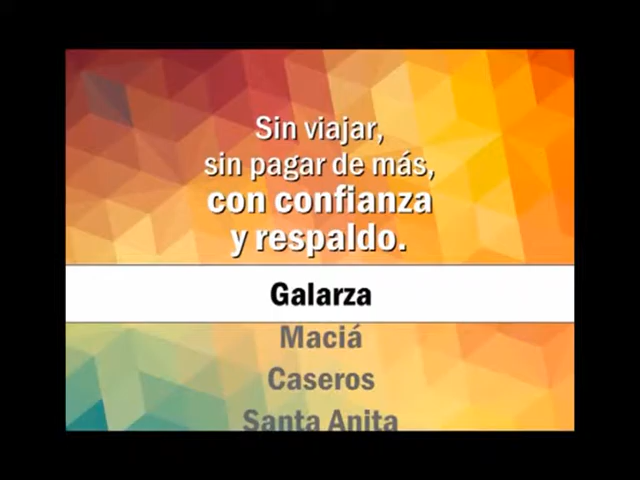 Sin viajar,
sin pagar de más,
con confianza
y respaldo.
Galarza
Maciá
Caseros
Santa Anita